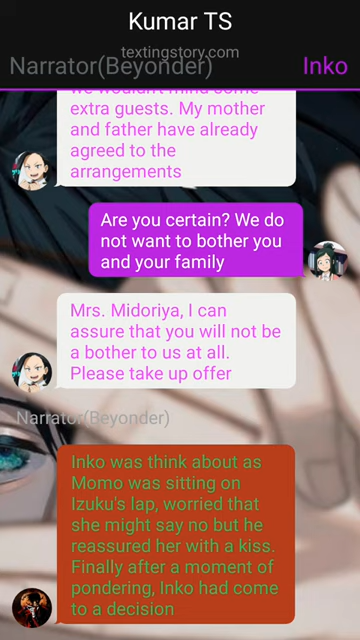 Kumar TS
textingstory.com
Narrator(Beyonder)
Inko
we wouldn't mind some
extra guests. My mother
and father have already
agreed to the
arrangements
Are you certain? We do
not want to bother you
and your family
Mrs. Midoriya, I can
assure that you will not be
a bother to us at all.
Please take up offer
Narrator(Beyonder)
Inko was think about as
Momo was sitting on
Izuku's lap, worried that
she might say no but he
reassured her with a kiss.
Finally after a moment of
pondering, Inko had come
to a decision